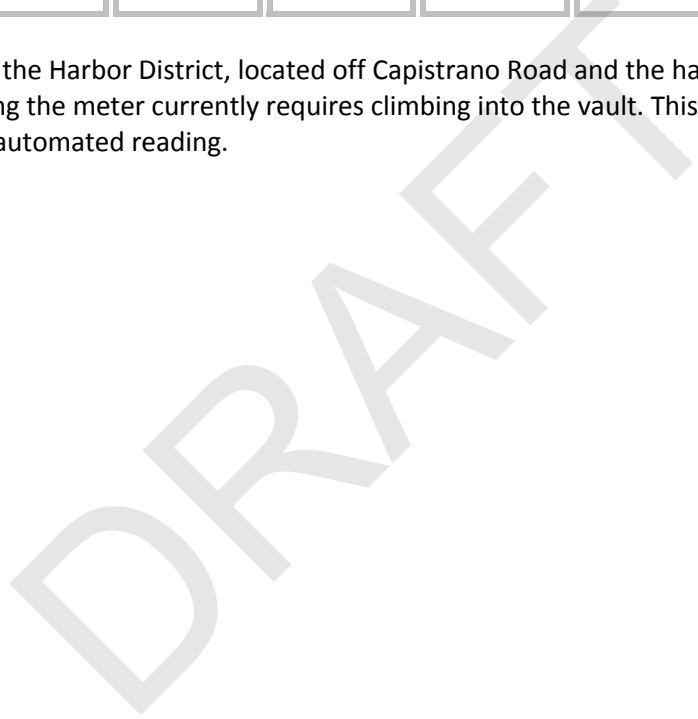 the Harbor District, located off Capistrano Road and the ha
ng the meter currently requires climbing into the vault. This
automated reading.
DRAFT